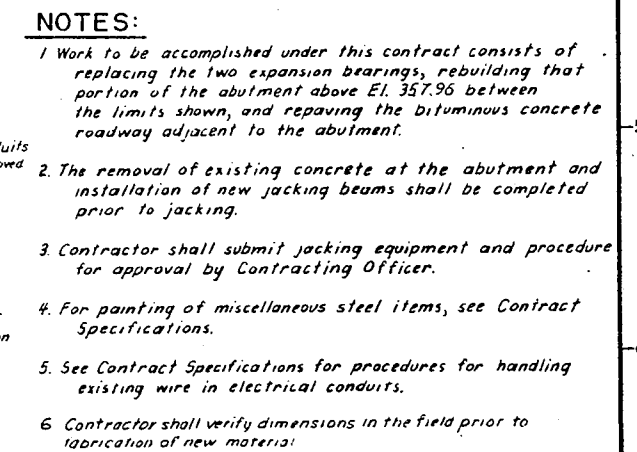 NOTES:
1 Work to be accomplished under this contract consists of
replacing the two expansion bearings, rebuilding that
portion of the abutment above El. 357.96 between
the limits shown, and repaving the bituminous concrete
roadway adjacent to the abutment.
2. The removal of existing concrete at the abutment and
installation of new jacking beams shall be completed
prior to jacking.
3. Contractor shall submit jacking equipment and procedure
for approval by Contracting Officer.
4. For painting of miscellaneous steel items, see Contract
Specifications.
5. See Contract Specifications for procedures for handling
existing wire in electrical conduits.
6 Contractor shall verify dimensions in the field prior to
fabrication of new material